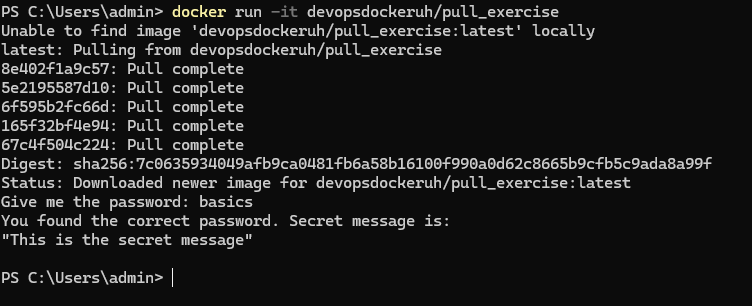 PS C:\Users\admin> docker run -it devopsdockeruh/pull_exercise
Unable to find image 'devopsdockeruh/pull_exercise:latest' locally
latest: Pulling from devopsdockeruh/pull_exercise
8e402f1a9c57: Pull complete
5e2195587d10: Pull complete
6f595b2fc66d: Pull complete
165f32bf4e94: Pull complete
67c4f504c224: Pull complete
Digest: sha256:7c0635934049afb9ca0481fb6a58b16100f990a0d62c8665b9cfb5c9ada8a99f
Status: Downloaded newer image for devopsdockeruh/pull_exercise:latest
Give me the password: basics
You found the correct password. Secret message is:
"This is the secret message"
PS C:\Users\admin>